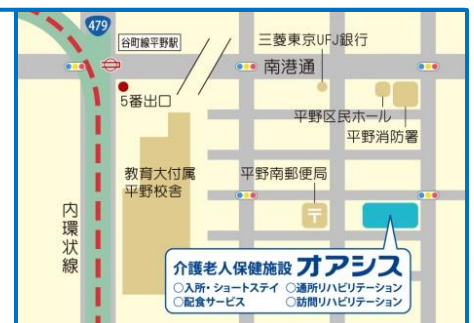 479
谷町線平野駅
三菱東京UFJ銀行
南港通
5番出口
平野区民ホール
平野消防署
教育大付属
平野校舎
平野南郵便局
内環状線
〒
介護老人保健施設 オアシス
○入所・ショートステイ ○通所リハビリテーション
○配食サービス ○訪問リハビリテーション